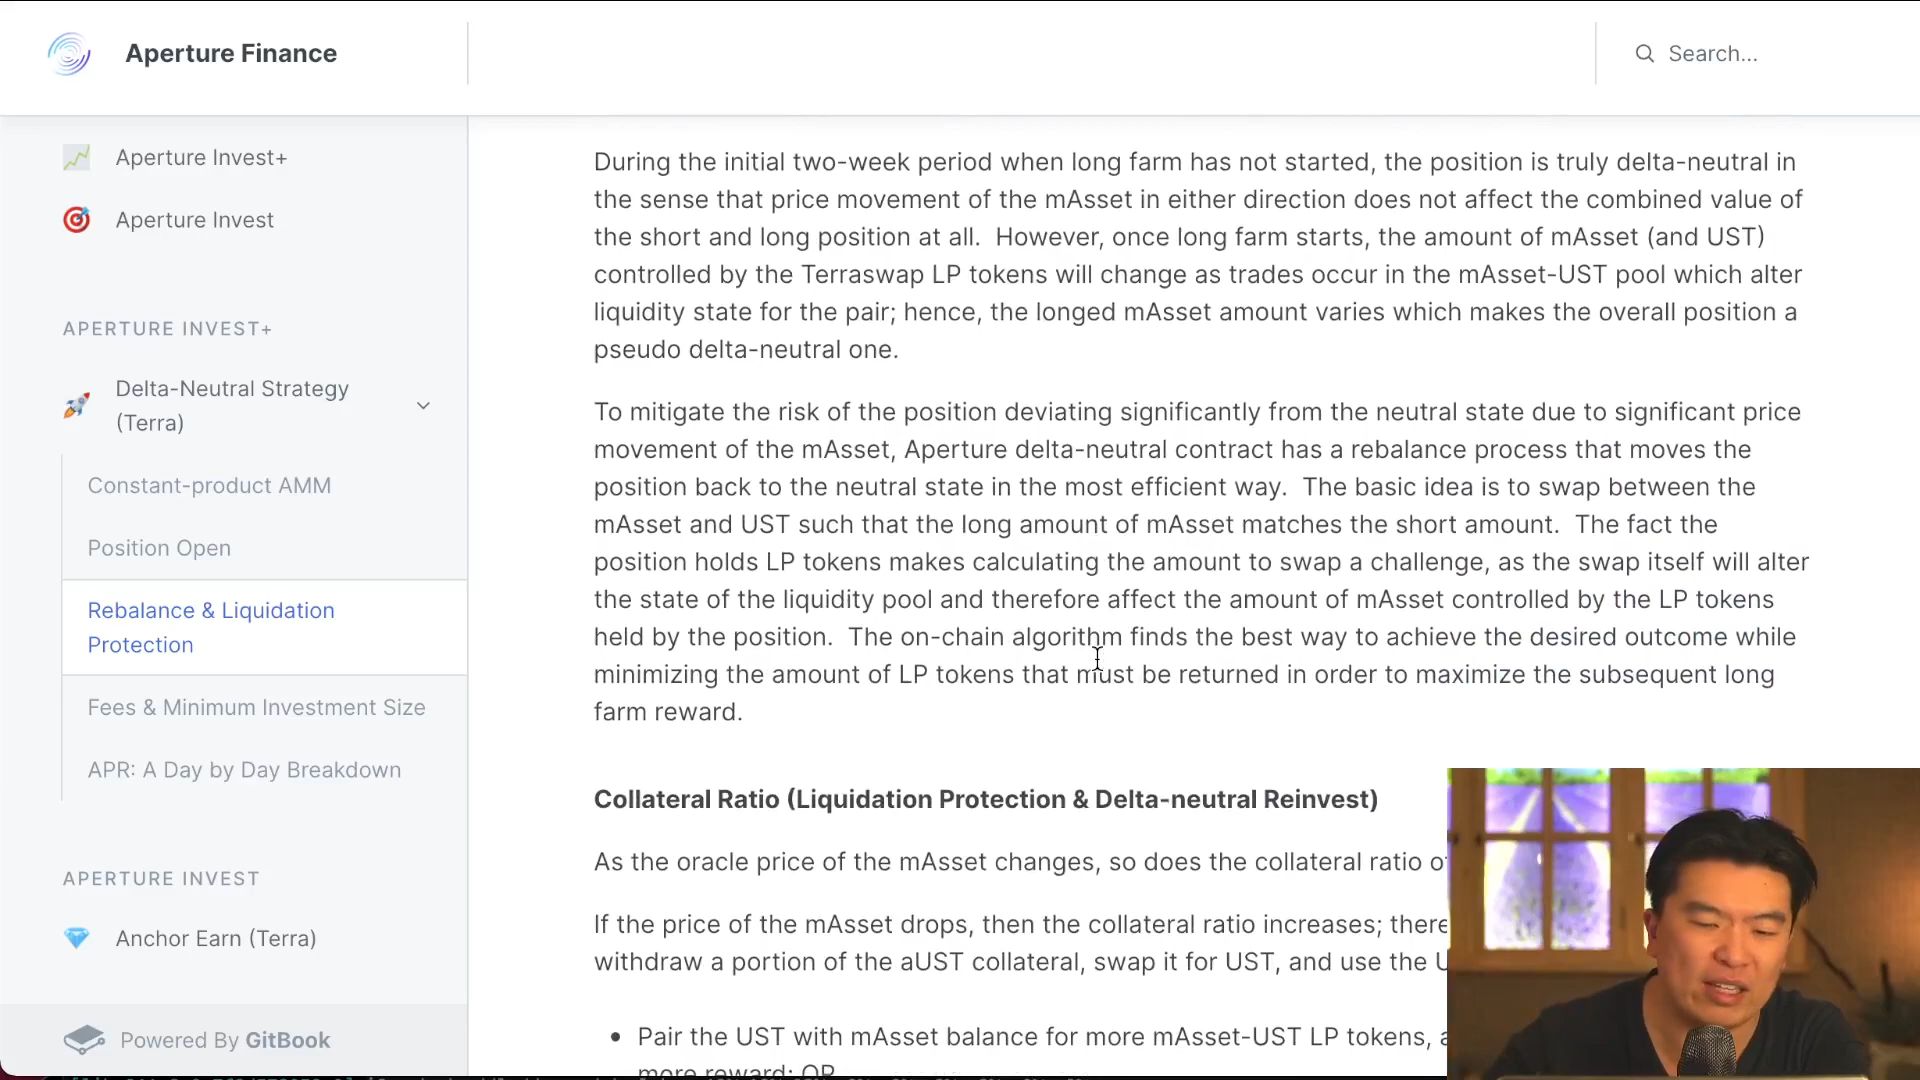 Aperture Finance
Search...
Aperture Invest+
Aperture Invest
APERTURE INVEST+
Delta-Neutral Strategy
(Terra)
Constant-product AMM
Position Open
Rebalance & Liquidation
Protection
Fees & Minimum Investment Size
APR: A Day by Day Breakdown
APERTURE INVEST
Anchor Earn (Terra)
Powered By GitBook
During the initial two-week period when long farm has not started, the position is truly delta-neutral in
the sense that price movement of the mAsset in either direction does not affect the combined value of
the short and long position at all.  However, once long farm starts, the amount of mAsset (and UST)
controlled by the Terraswap LP tokens will change as trades occur in the mAsset-UST pool which alter
liquidity state for the pair; hence, the longed mAsset amount varies which makes the overall position a
pseudo delta-neutral one.
To mitigate the risk of the position deviating significantly from the neutral state due to significant price
movement of the mAsset, Aperture delta-neutral contract has a rebalance process that moves the
position back to the neutral state in the most efficient way.  The basic idea is to swap between the
mAsset and UST such that the long amount of mAsset matches the short amount.  The fact the
position holds LP tokens makes calculating the amount to swap a challenge, as the swap itself will alter
the state of the liquidity pool and therefore affect the amount of mAsset controlled by the LP tokens
held by the position.  The on-chain algorithm finds the best way to achieve the desired outcome while
minimizing the amount of LP tokens that must be returned in order to maximize the subsequent long
farm reward.
Collateral Ratio (Liquidation Protection & Delta-neutral Reinvest)
As the oracle price of the mAsset changes, so does the collateral ratio
If the price of the mAsset drops, then the collateral ratio increases;
withdraw a portion of the aUST collateral, swap it for UST, and use the
• Pair the UST with mAsset balance for more mAsset-UST LP tokens,
more reward; OR